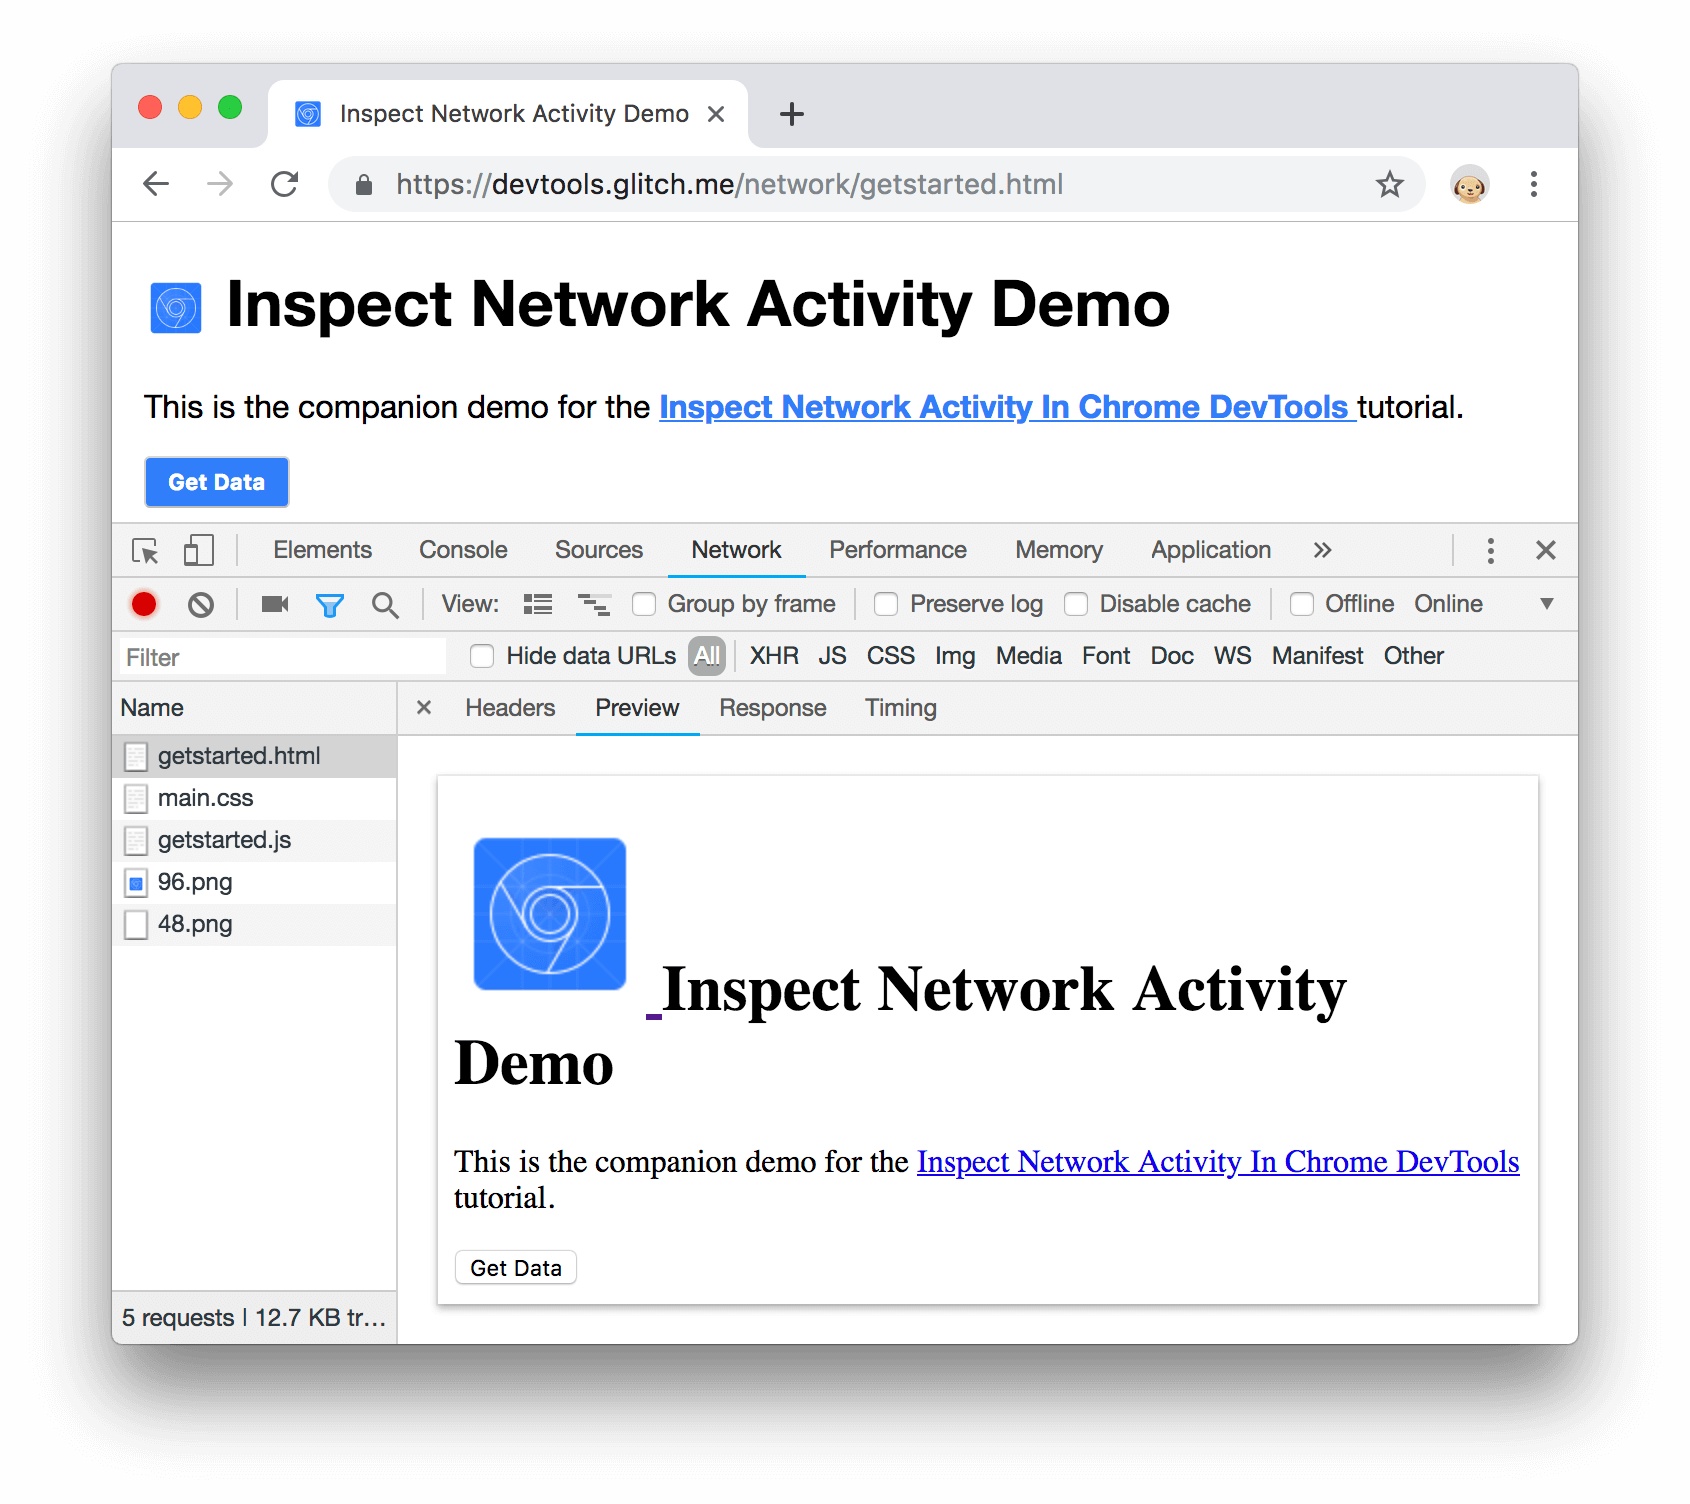 Inspect Network Activity Demo
https://devtools.glitch.me/network/getstarted.html
Inspect Network Activity Demo
This is the companion demo for the Inspect Network Activity In Chrome DevTools tutorial.
Get Data
Elements Console Sources Network Performance Memory Application
View: Group by frame Preserve log Disable cache Offline Online
Filter Hide data URLs All XHR JS CSS Img Media Font Doc WS Manifest Other
Name Headers Preview Response Timing
getstarted.html
main.css
getstarted.js
96.png
48.png
Inspect Network Activity
Demo
This is the companion demo for the Inspect Network Activity In Chrome DevTools
tutorial.
Get Data
5 requests | 12.7 KB tr...